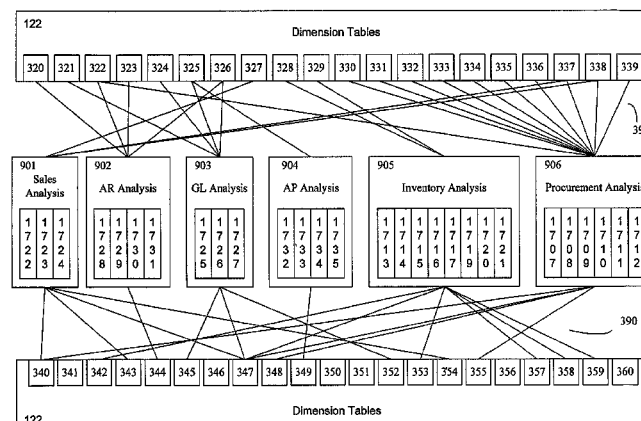 122
Dimension Tables
320 321 322 323 324 325 326 327 328 329 330 331 332 333 334 335 336 337 338 339
39
901 Sales Analysis
1722 1723 1724
902 AR Analysis
1728 1729 1730 1731
903 GL Analysis
1725 1726 1727
904 AP Analysis
1732 1733 1734 1735
905 Inventory Analysis
1713 1714 1715 1716 1717 1719 1720 1721
906 Procurement Analysis
1707 1708 1709 1710 1711 1712
390
340 341 342 343 344 345 346 347 348 349 350 351 352 353 754 355 356 357 358 359 360
Dimension Tables
122